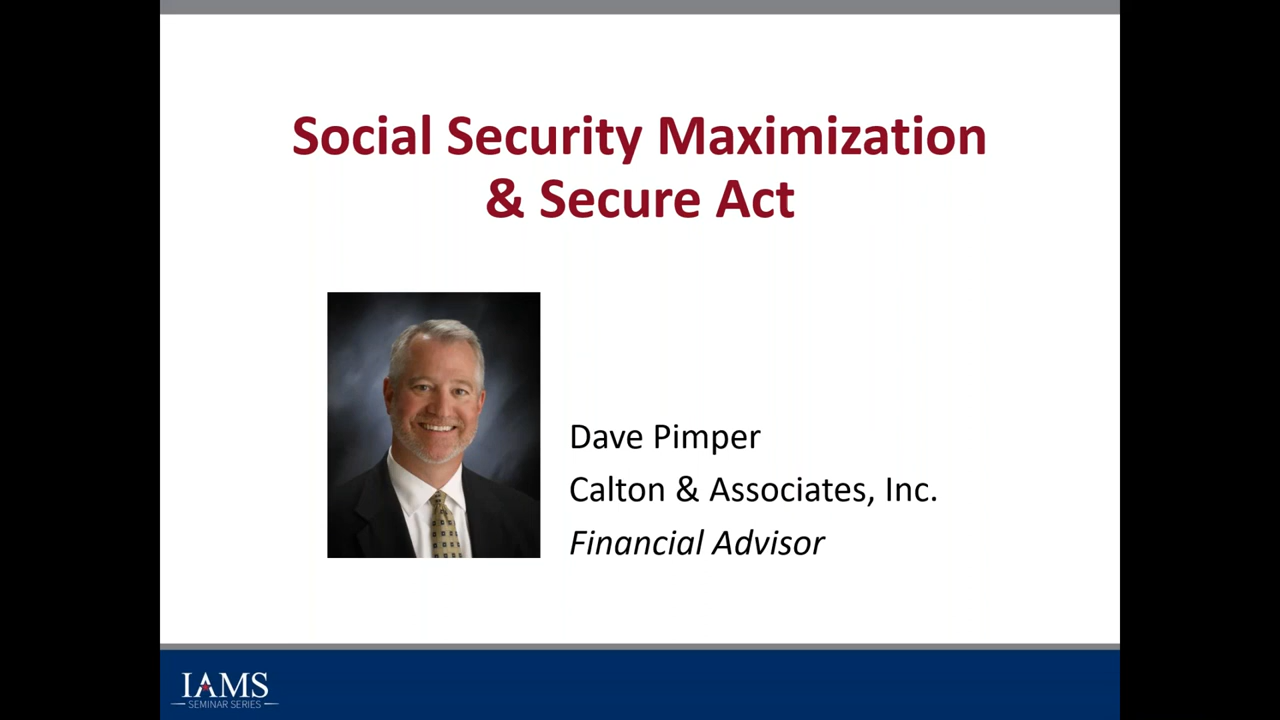 Social Security Maximization
& Secure Act
Dave Pimper
Calton & Associates, Inc.
Financial Advisor
IAMS
SEMINAR SERIES